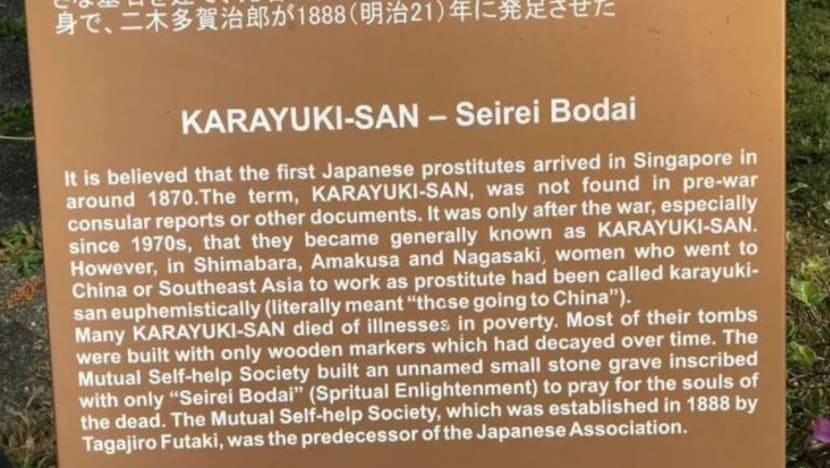 身で、二木多賀治郎が1888(明治21)年に発足させた
KARAYUKI-SAN – Seirei Bodai
It is believed that the first Japanese prostitutes arrived in Singapore in
around 1870.The term, KARAYUKI-SAN, was not found in pre-war
consular reports or other documents. It was only after the war, especially
since 1970s, that they became generally known as KARAYUKI-SAN.
However, in Shimabara, Amakusa and Nagasaki, women who went to
China or Southeast Asia to work as prostitute had been called karayuki-
san euphemistically (literally meant “those going to China”).
Many KARAYUKI-SAN died of illnesses in poverty. Most of their tombs
were built with only wooden markers which had decayed over time. The
Mutual Self-help Society built an unnamed small stone grave inscribed
with only “Seirei Bodai” (Spritual Enlightenment) to pray for the souls of
the dead. The Mutual Self-help Society, which was established in 1888 by
Tagajiro Futaki, was the predecessor of the Japanese Association.